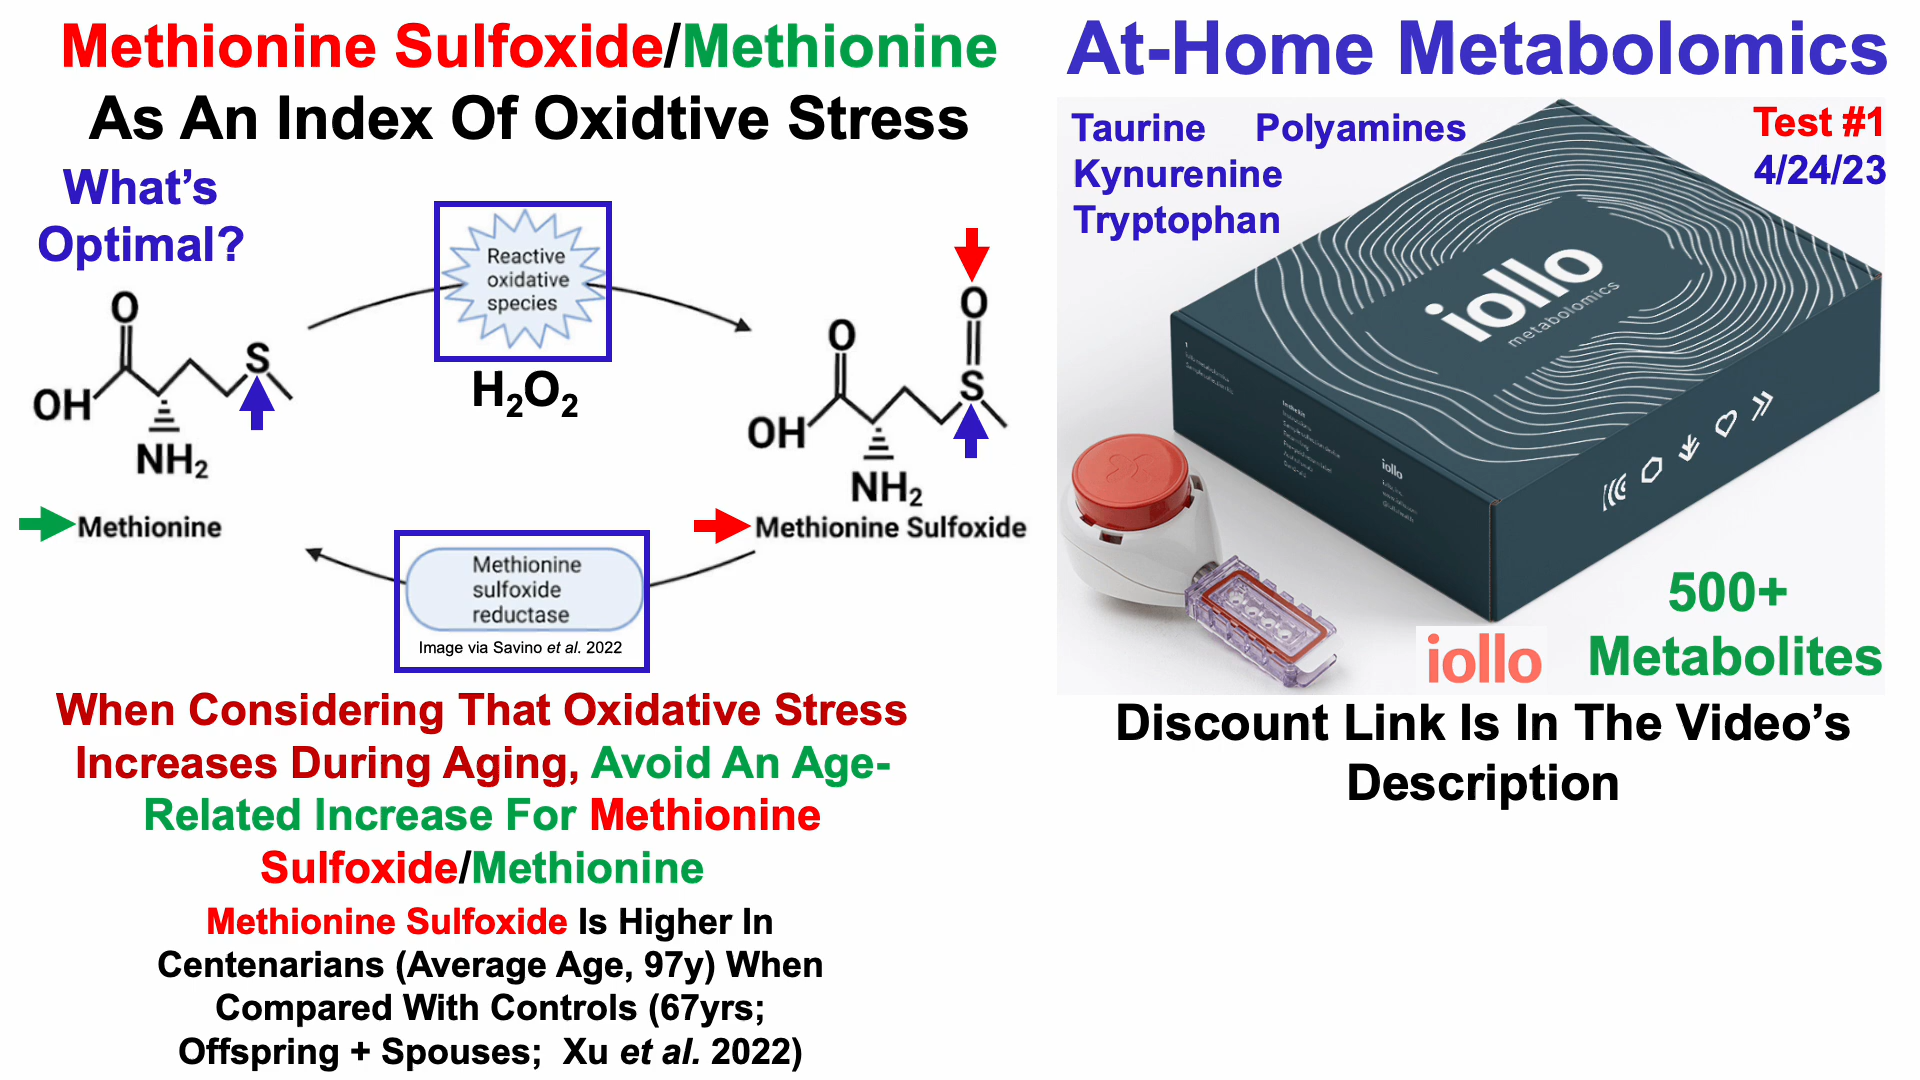 Methionine Sulfoxide/Methionine
As An Index Of Oxidtive Stress
What's
Optimal?
Reactive
oxidative
species
H₂O₂
O
S
OH
NH₂
Methionine
O
O
S
OH
NH₂
Methionine Sulfoxide
Methionine
sulfoxide
reductase
Image via Savino et al. 2022
When Considering That Oxidative Stress
Increases During Aging, Avoid An Age-
Related Increase For Methionine
Sulfoxide/Methionine
Methionine Sulfoxide Is Higher In
Centenarians (Average Age, 97y) When
Compared With Controls (67yrs;
Offspring + Spouses; Xu et al. 2022)
At-Home Metabolomics
Taurine Polyamines
Kynurenine
Tryptophan
Test #1
4/24/23
iollo
metabolomics
iollo
500+
Metabolites
iollo
Discount Link Is In The Video's
Description